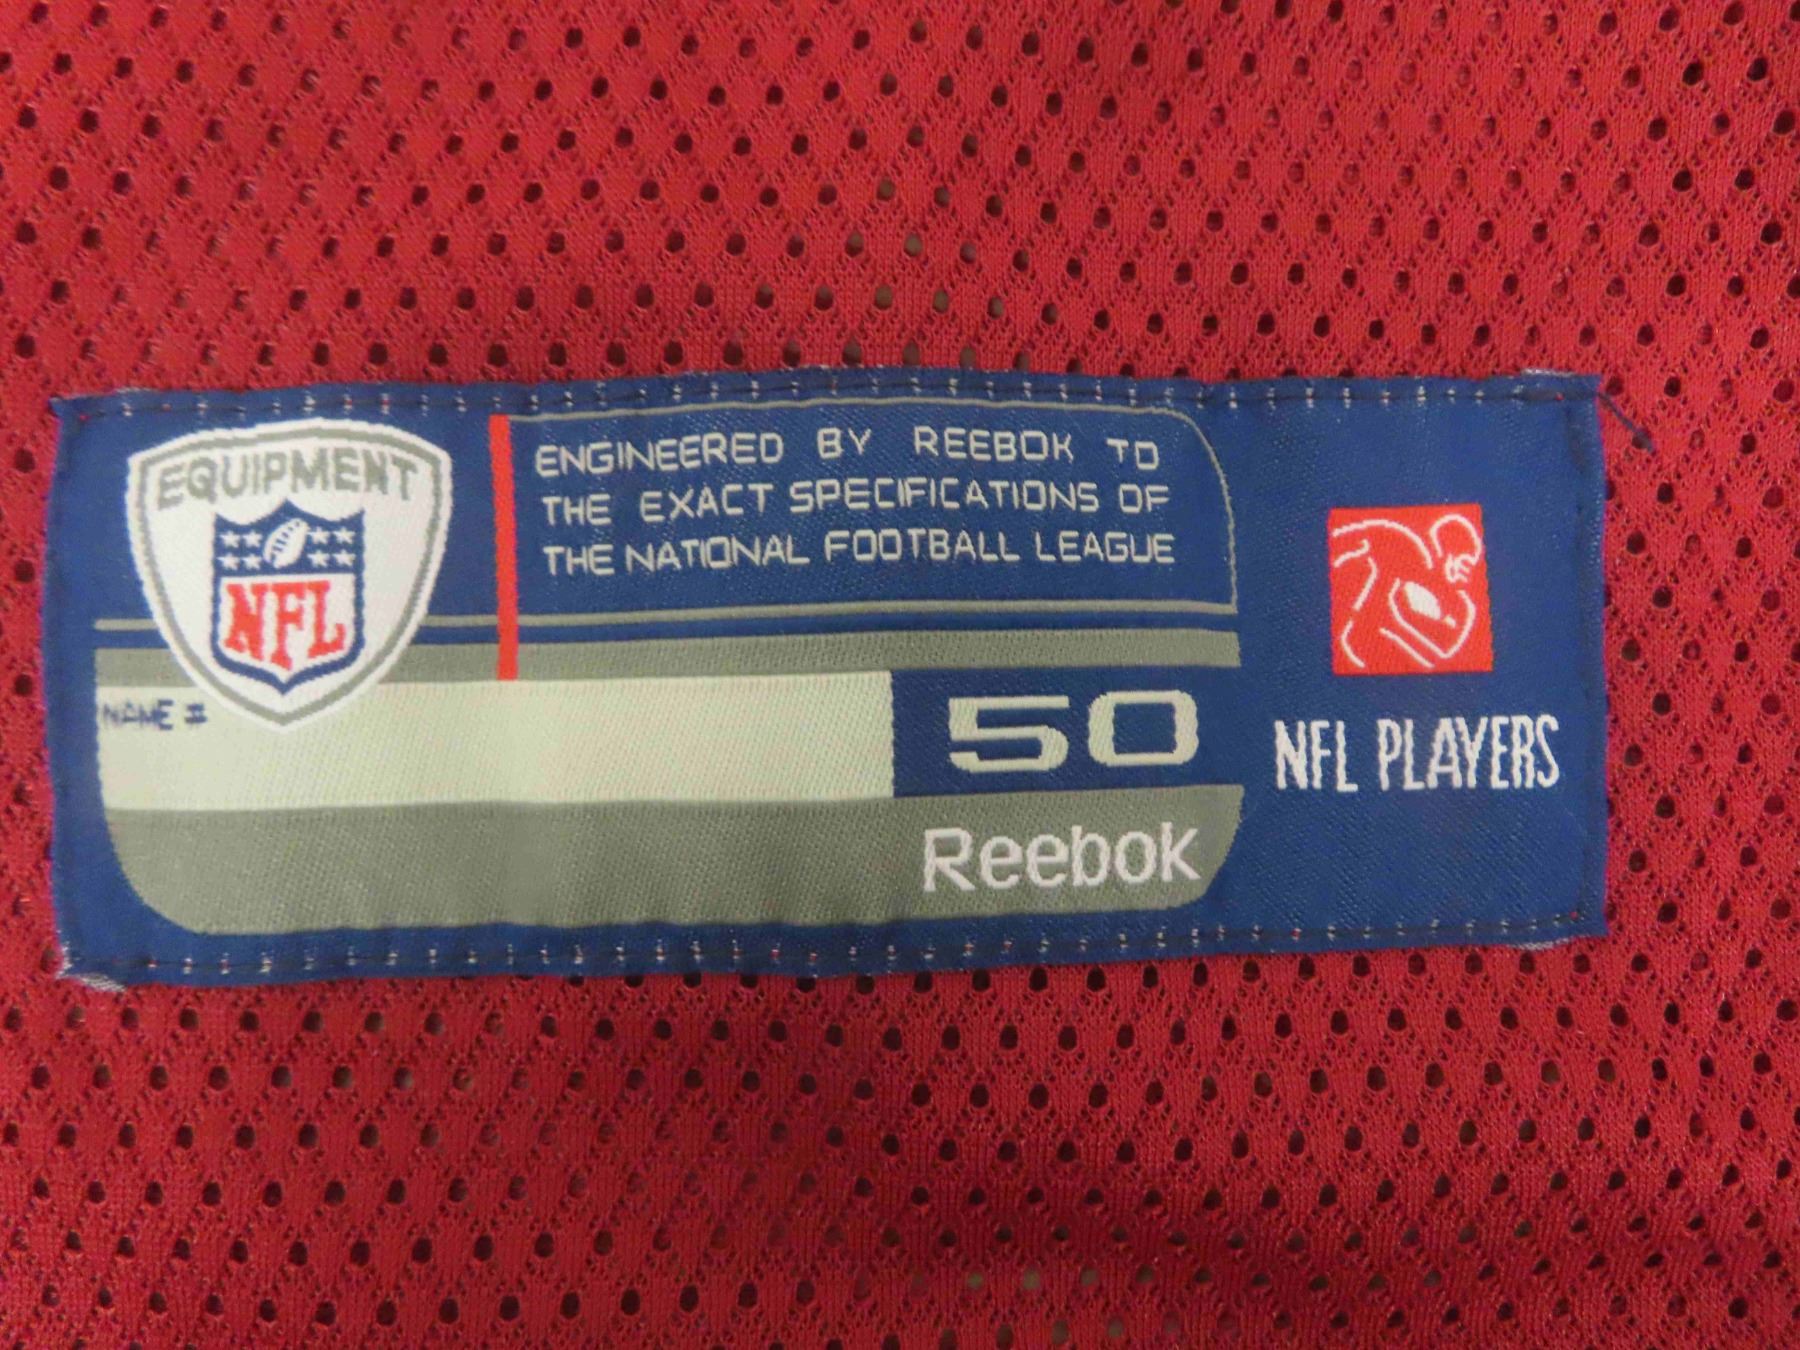 EQUIPMENT
NFL
ENGINEERED BY REEBOK TO
THE EXACT SPECIFICATIONS OF
THE NATIONAL FOOTBALL LEAGUE
NAME #
50
Reebok
NFL PLAYERS